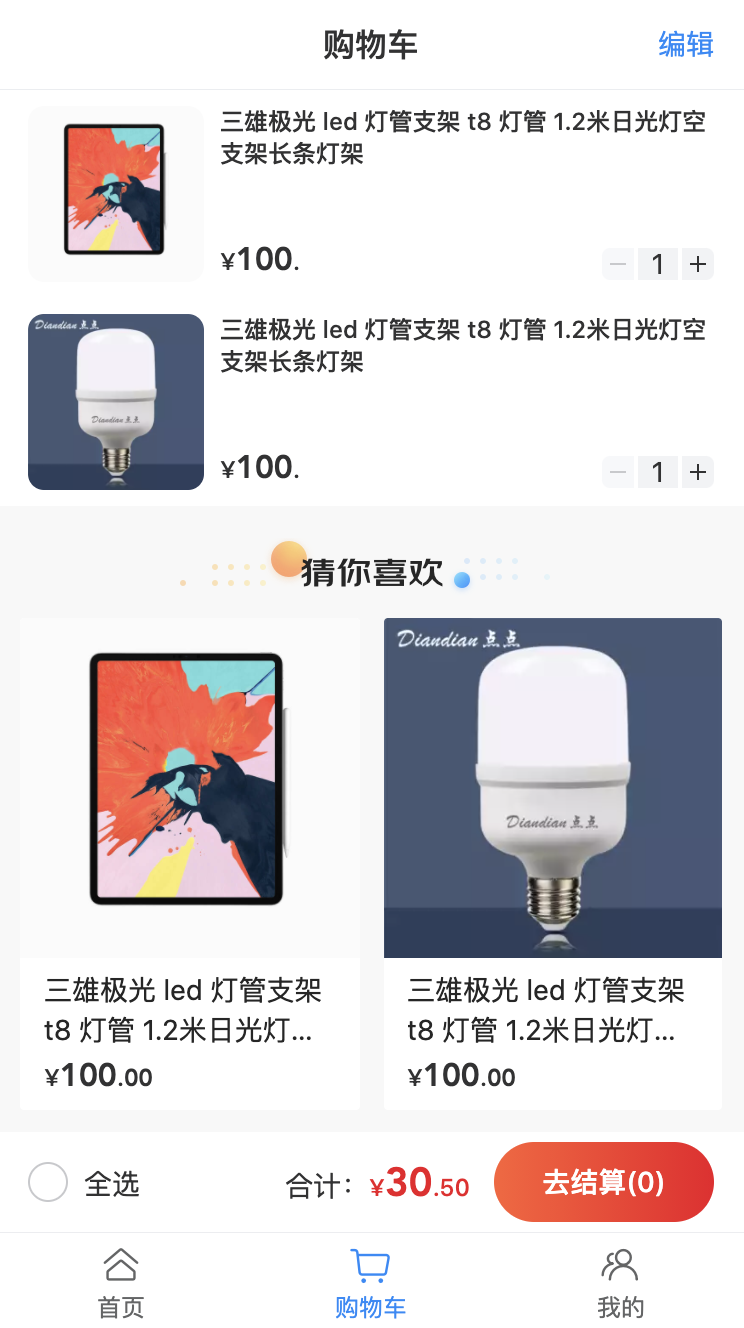 购物车
编辑
三雄极光 led 灯管支架 t8 灯管 1.2米日光灯空
支架长条灯架
¥100.
1
Diandian 点点
Diandian 点点
三雄极光 led 灯管支架 t8 灯管 1.2米日光灯空
支架长条灯架
¥100.
1
猜你喜欢
Diandian 点点
Diandian 点点
三雄极光 led 灯管支架
t8 灯管 1.2米日光灯...
¥100.00
三雄极光 led 灯管支架
t8 灯管 1.2米日光灯...
¥100.00
全选
合计：¥30.50
去结算(0)
首页
购物车
我的